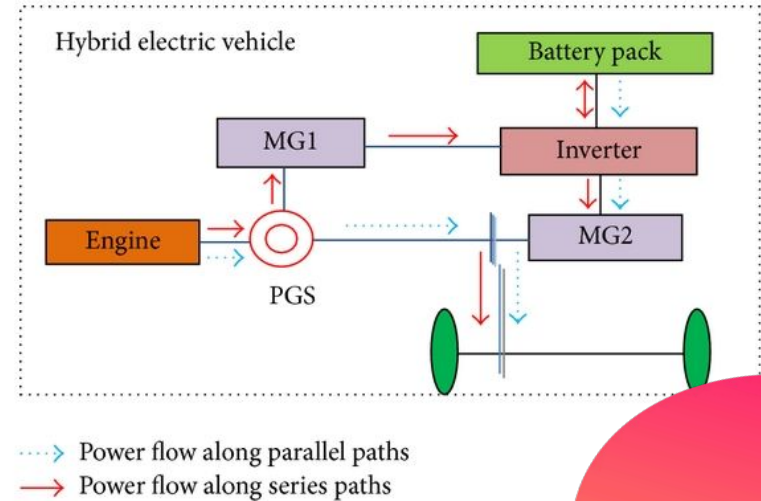 Hybrid electric vehicle
Battery pack
MG1
Inverter
Engine
MG2
PGS
Power flow along parallel paths
Power flow along series paths